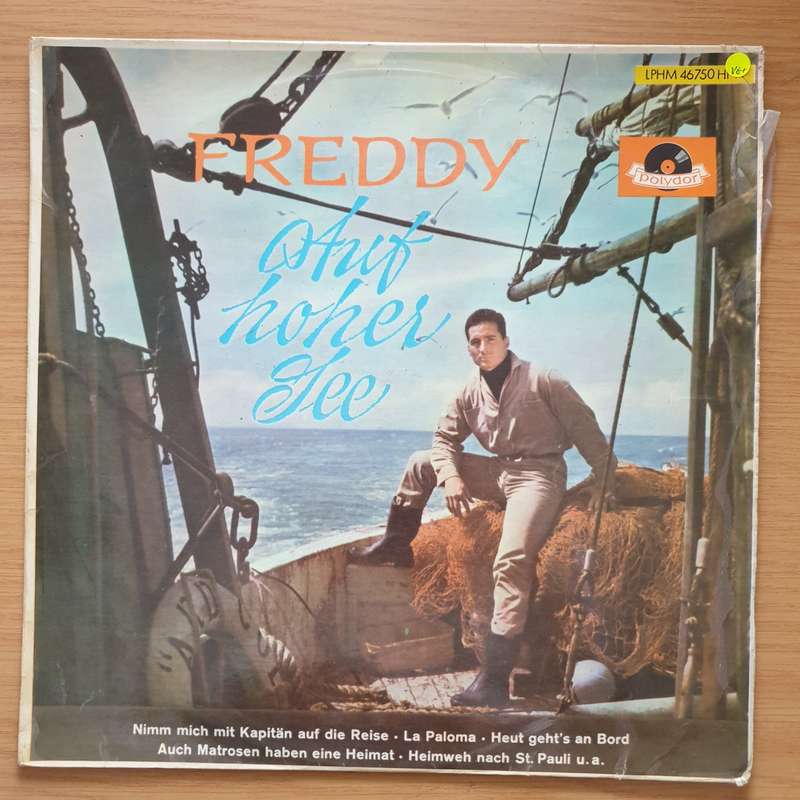 LPHM 46750
VG+
FREDDY
Polydor
Auf
hoher
See
Nimm mich mit Kapitän auf die Reise · La Paloma · Heut geht's an Bord
Auch Matrosen haben eine Heimat · Heimweh nach St. Pauli u. a.